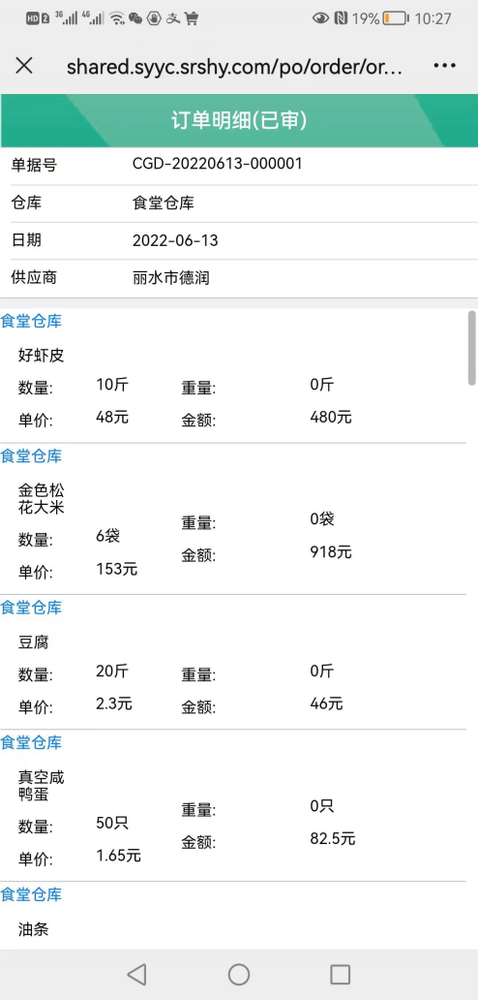 HD 2 3G 4G 支 19% 10:27
shared.syyc.srshy.com/po/order/or...
订单明细(已审)
单据号 CGD-20220613-000001
仓库 食堂仓库
日期 2022-06-13
供应商 丽水市德润
食堂仓库
好虾皮
数量: 10斤 重量: 0斤
单价: 48元 金额: 480元
食堂仓库
金色松
花大米
数量: 6袋 重量: 0袋
单价: 153元 金额: 918元
食堂仓库
豆腐
数量: 20斤 重量: 0斤
单价: 2.3元 金额: 46元
食堂仓库
真空咸
鸭蛋
数量: 50只 重量: 0只
单价: 1.65元 金额: 82.5元
食堂仓库
油条